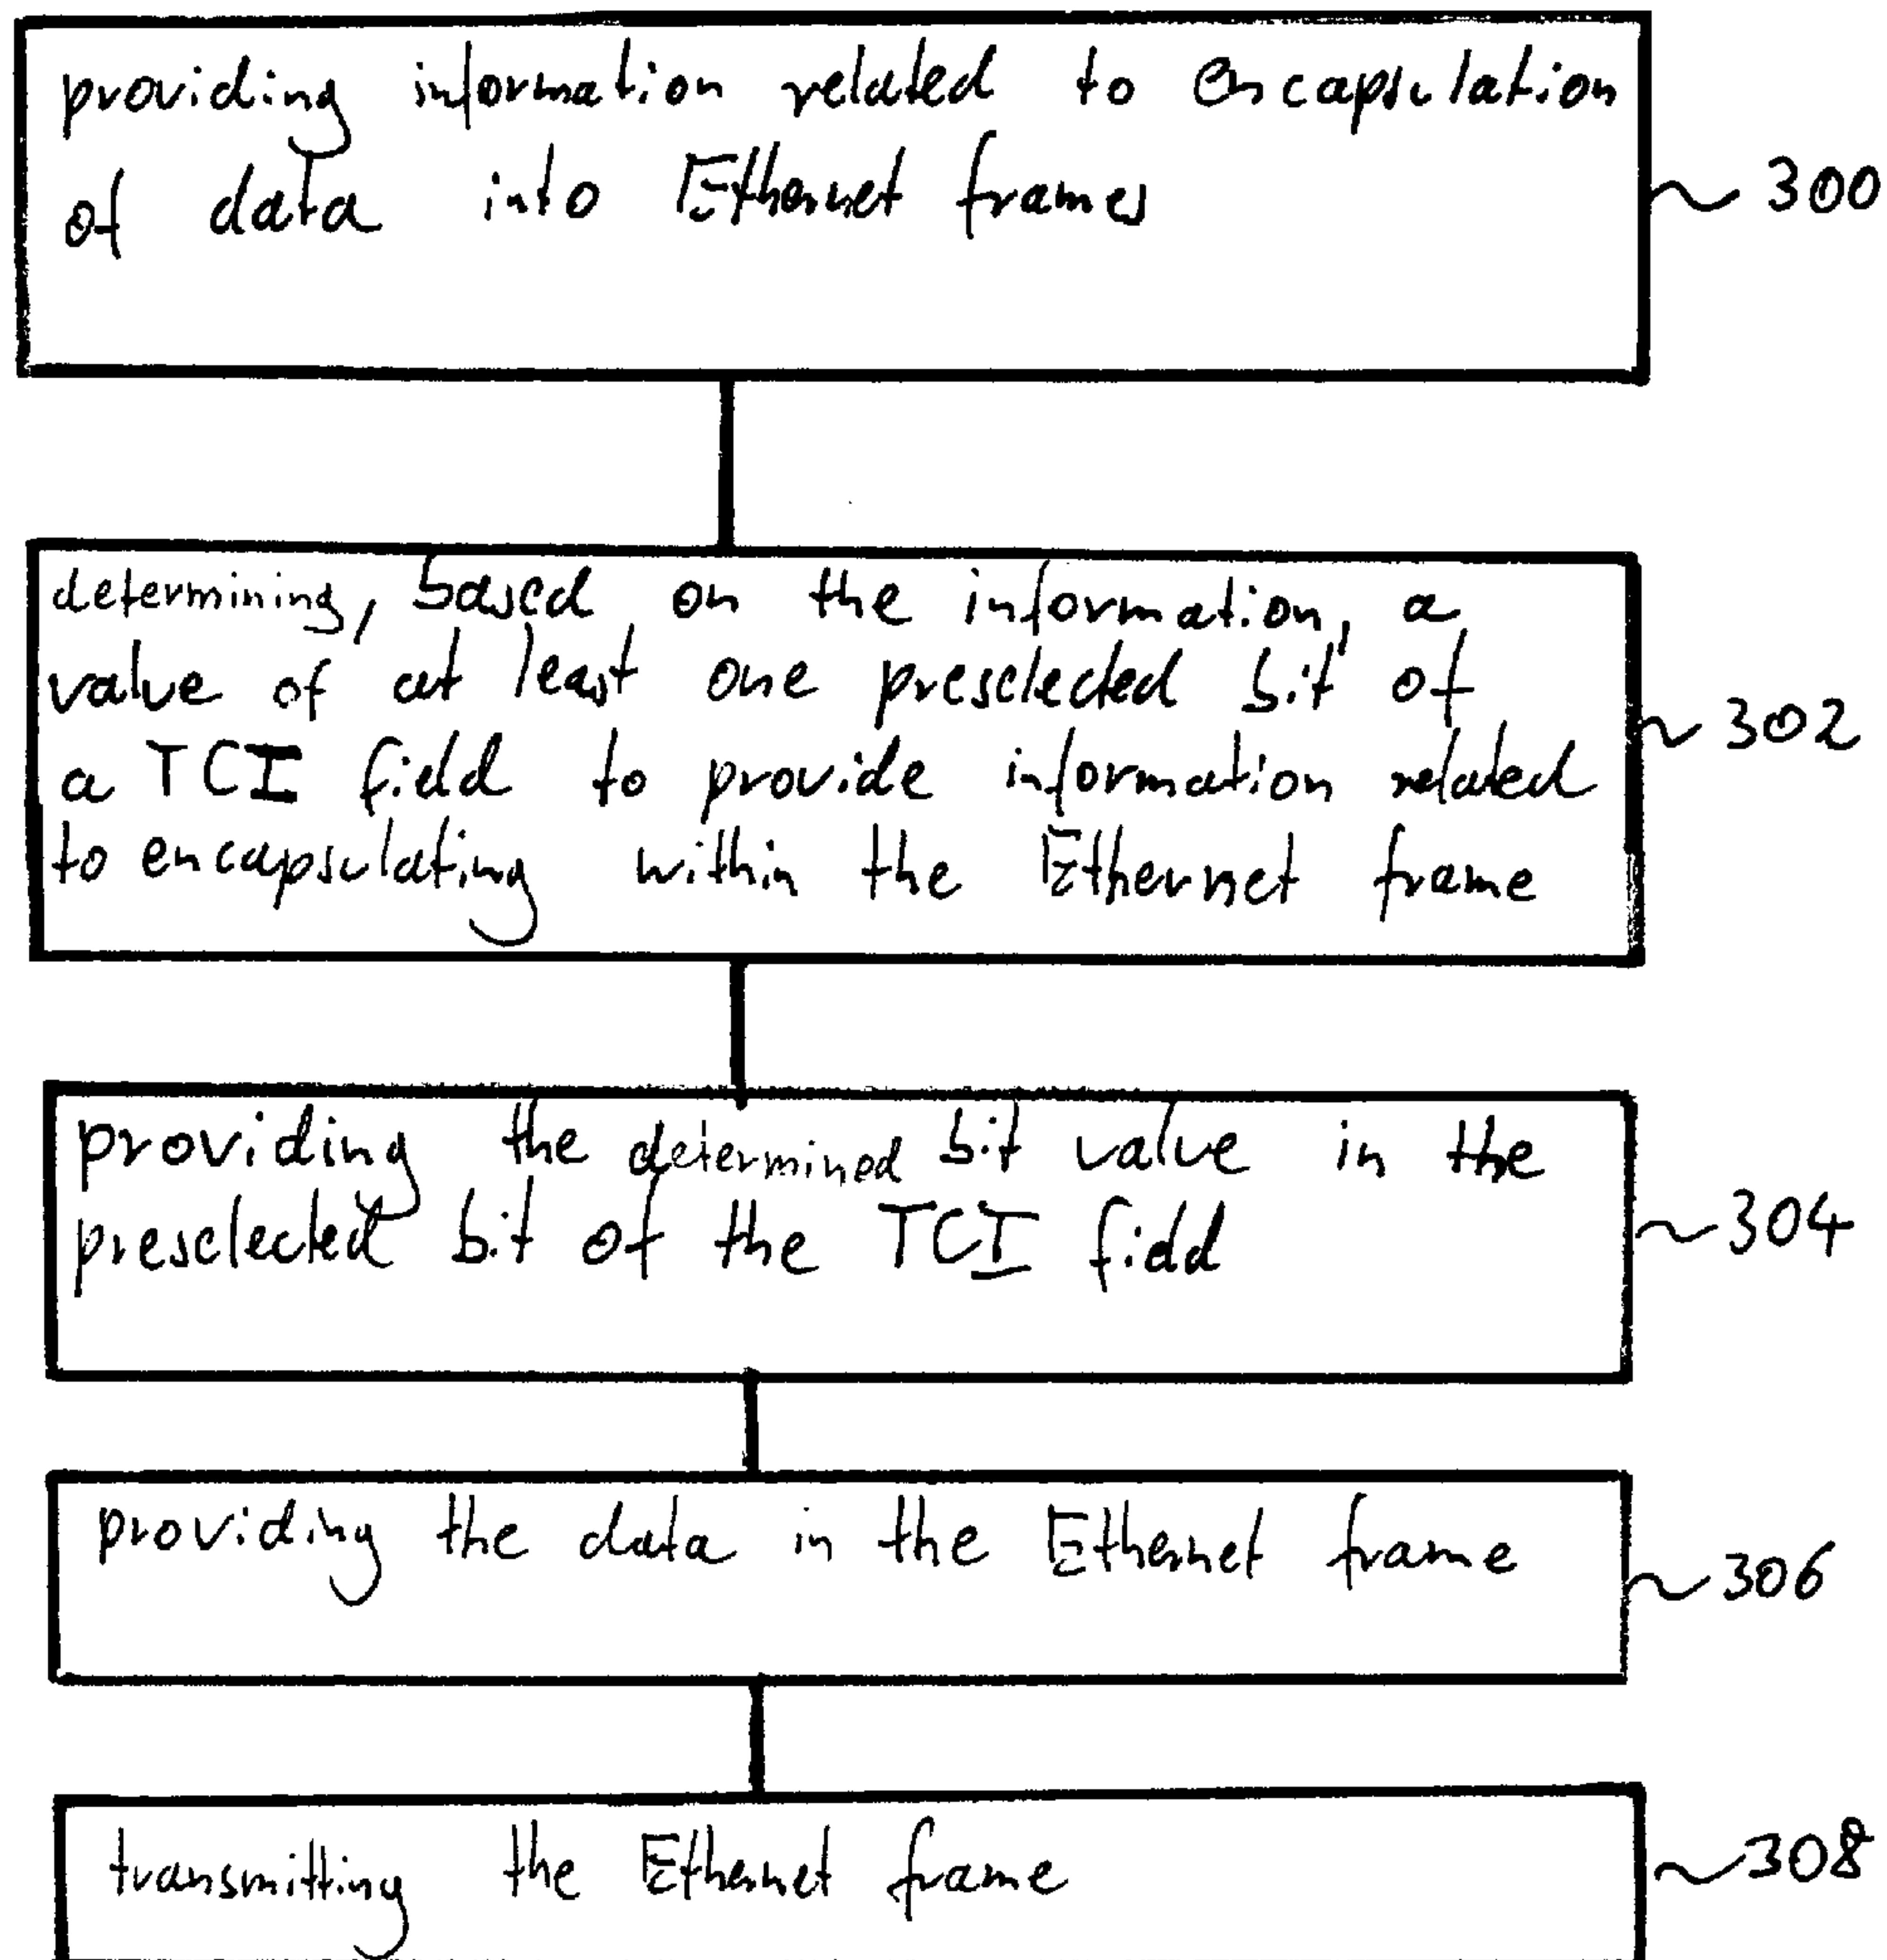 providing information related to encapsulation
of data into Ethernet frames
300
determining, based on the information, a
value of at least one preselected bit of
a TCI field to provide information related
to encapsulating within the Ethernet frame
302
providing the determined bit value in the
preselected bit of the TCI field
304
providing the data in the Ethernet frame
306
transmitting the Ethernet frame
308